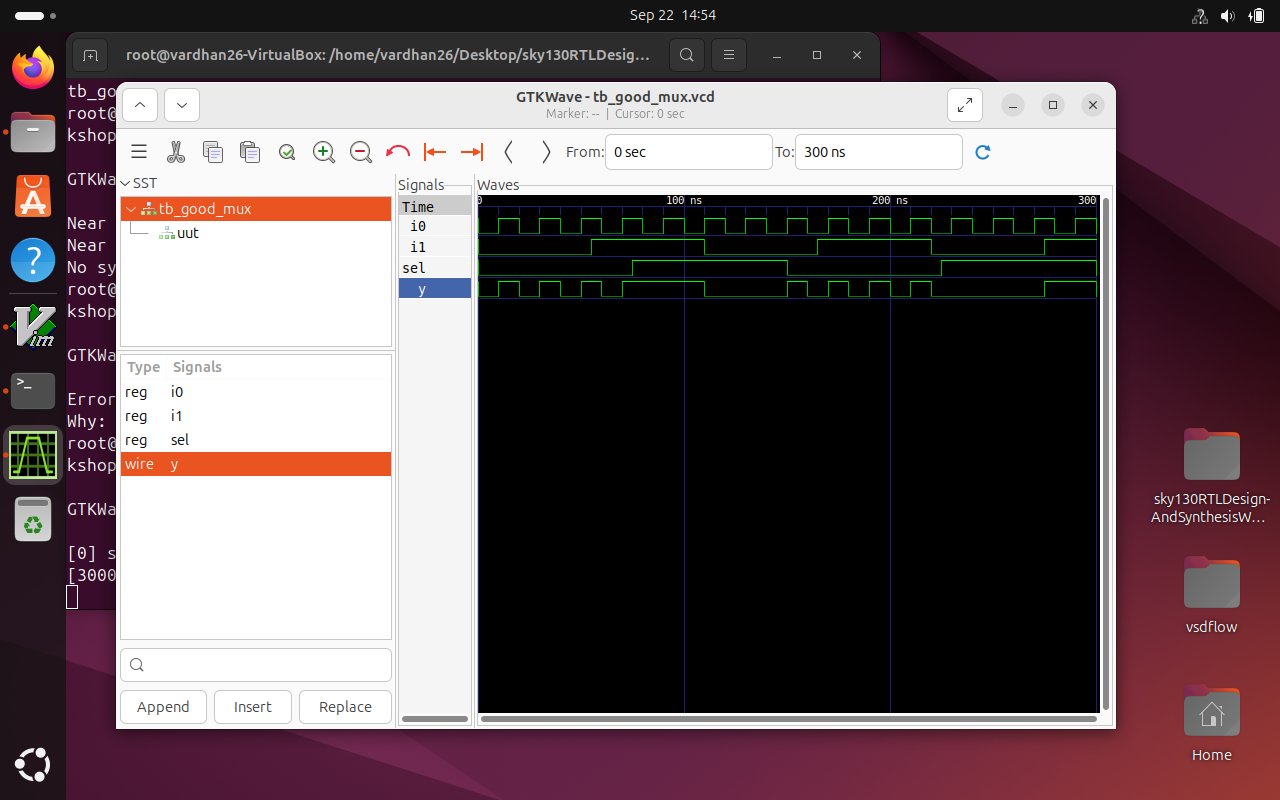 Sep 22 14:54
root@vardhan26-VirtualBox: /home/vardhan26/Desktop/sky130RTLDesig...
tb_go
root@
kshop
GTKWa
Near
Near
No sy
root@
kshop
GTKWa
Error
Why:
root@
kshop
GTKWa
[0] s
[3000
GTKWave - tb_good_mux.vcd
Marker: -- | Cursor: 0 sec
From: 0 sec To: 300 ns
SST
tb_good_mux
uut
Type Signals
reg i0
reg i1
reg sel
wire y
Append Insert Replace
Signals
Time
i0
i1
sel
y
Waves
0 100 ns 200 ns 300
sky130RTLDesign-
AndSynthesisW...
vsdflow
Home